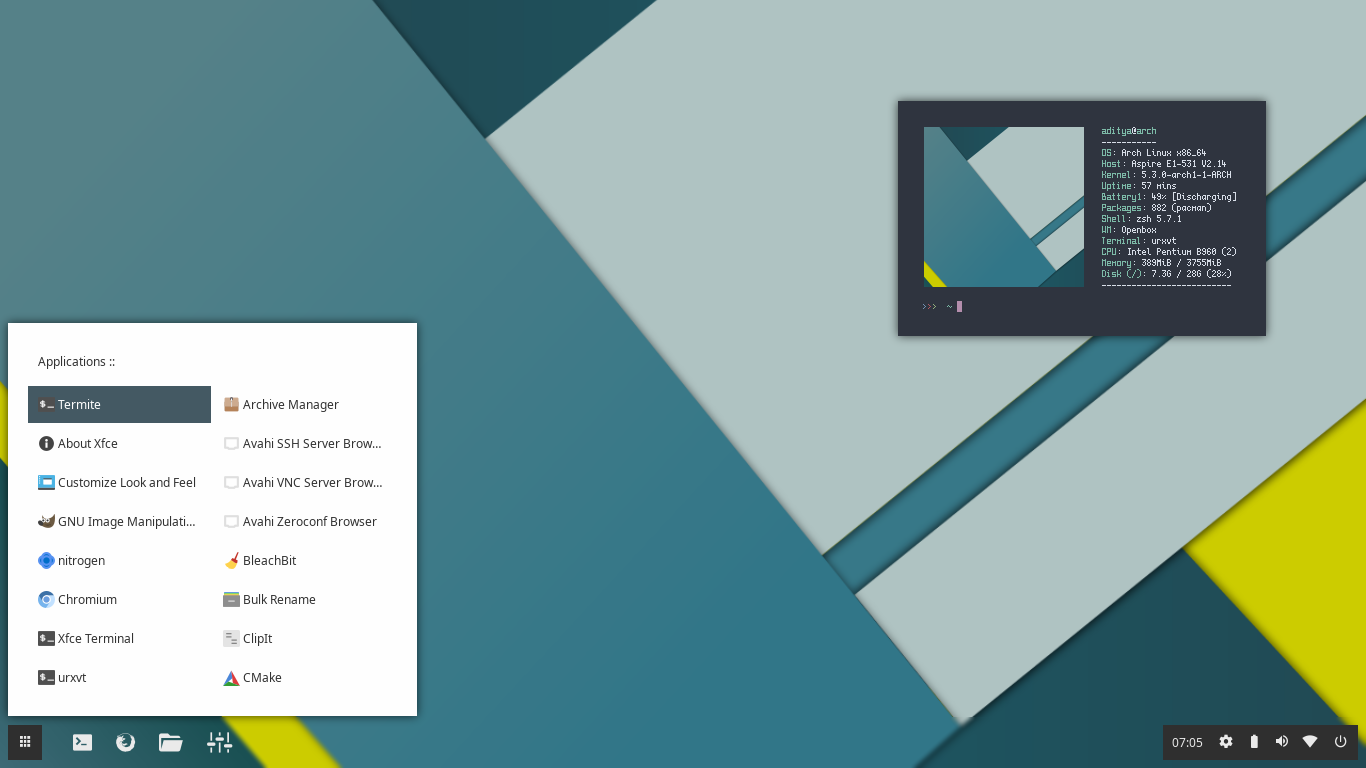 aditya@arch
-----------
OS: Arch Linux x86_64
Host: Aspire E1-531 V2.14
Kernel: 5.3.0-arch1-1-ARCH
Uptime: 57 mins
Battery1: 49% [Discharging]
Packages: 882 (pacman)
Shell: zsh 5.7.1
WM: Openbox
Terminal: urxvt
CPU: Intel Pentium B960 (2)
Memory: 389MiB / 3755MiB
Disk (/): 7.3G / 28G (28%)
--------------------------
>>> ~
Applications ::
Termite
Archive Manager
About Xfce
Avahi SSH Server Brow...
Customize Look and Feel
Avahi VNC Server Brow...
GNU Image Manipulati...
Avahi Zeroconf Browser
nitrogen
BleachBit
Chromium
Bulk Rename
Xfce Terminal
ClipIt
urxvt
CMake
07:05